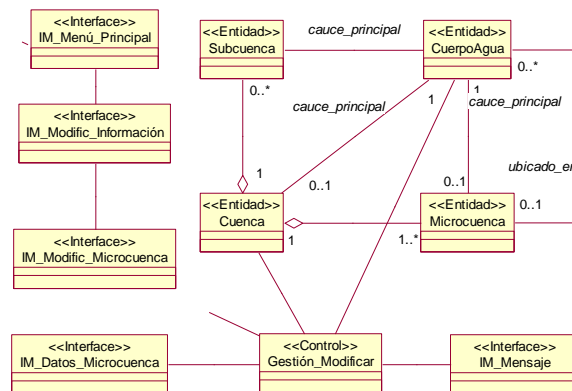 <<Interface>>
IM_Menú_Principal
<<Interface>>
IM_Modific_Información
<<Interface>>
IM_Modific_Microcuenca
<<Entidad>>
Subcuenca
cauce_principal
<<Entidad>>
CuerpoAgua
0..*
1
0..*
1
1
cauce_principal
cauce_principal
ubicado_en
1
0..1
0..1
0..1
<<Entidad>>
Cuenca
1
1..*
<<Entidad>>
Microcuenca
<<Interface>>
IM_Datos_Microcuenca
<<Control>>
Gestión_Modificar
<<Interface>>
IM_Mensaje